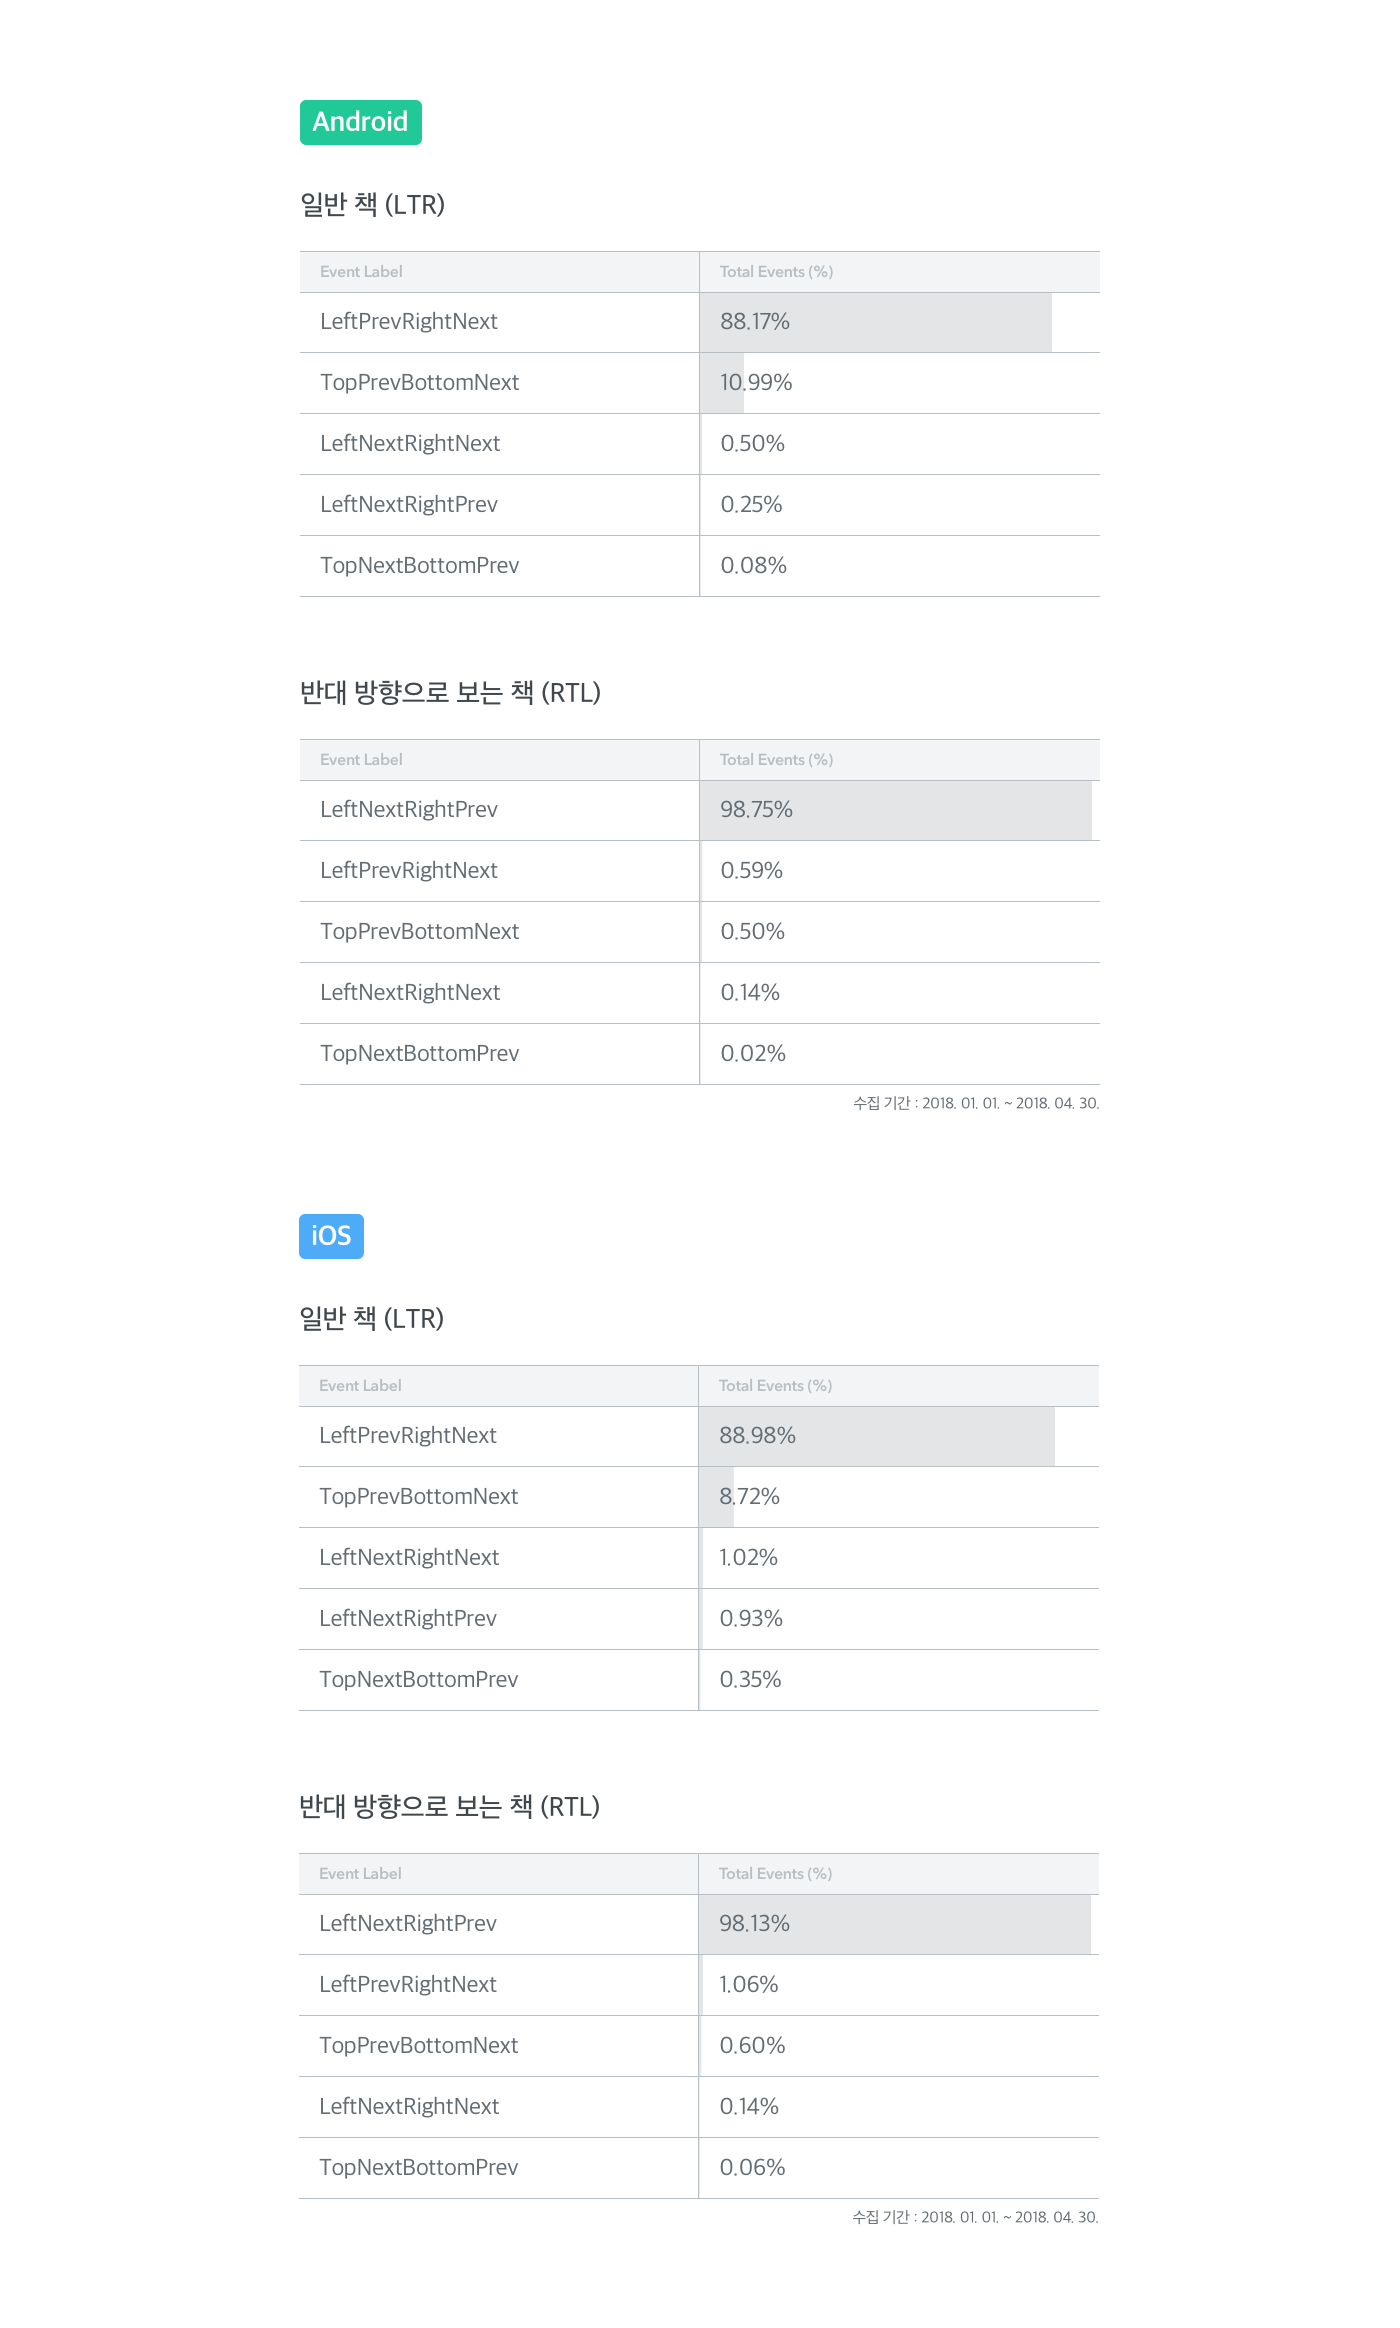 Android
일반 책 (LTR)
Event Label Total Events (%)
LeftPrevRightNext 88.17%
TopPrevBottomNext 10.99%
LeftNextRightNext 0.50%
LeftNextRightPrev 0.25%
TopNextBottomPrev 0.08%
반대 방향으로 보는 책 (RTL)
Event Label Total Events (%)
LeftNextRightPrev 98.75%
LeftPrevRightNext 0.59%
TopPrevBottomNext 0.50%
LeftNextRightNext 0.14%
TopNextBottomPrev 0.02%
수집 기간 : 2018. 01. 01. ~ 2018. 04. 30.
iOS
일반 책 (LTR)
Event Label Total Events (%)
LeftPrevRightNext 88.98%
TopPrevBottomNext 8.72%
LeftNextRightNext 1.02%
LeftNextRightPrev 0.93%
TopNextBottomPrev 0.35%
반대 방향으로 보는 책 (RTL)
Event Label Total Events (%)
LeftNextRightPrev 98.13%
LeftPrevRightNext 1.06%
TopPrevBottomNext 0.60%
LeftNextRightNext 0.14%
TopNextBottomPrev 0.06%
수집 기간 : 2018. 01. 01. ~ 2018. 04. 30.